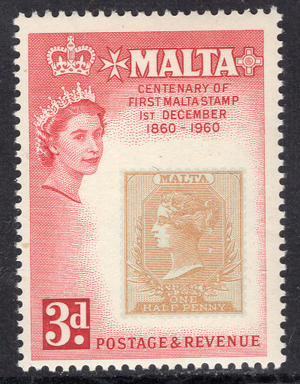 MALTA
CENTENARY OF
FIRST MALTA STAMP
1ST DECEMBER
1860-1960
MALTA
ONE
HALF PENNY
3d.
POSTAGE & REVENUE